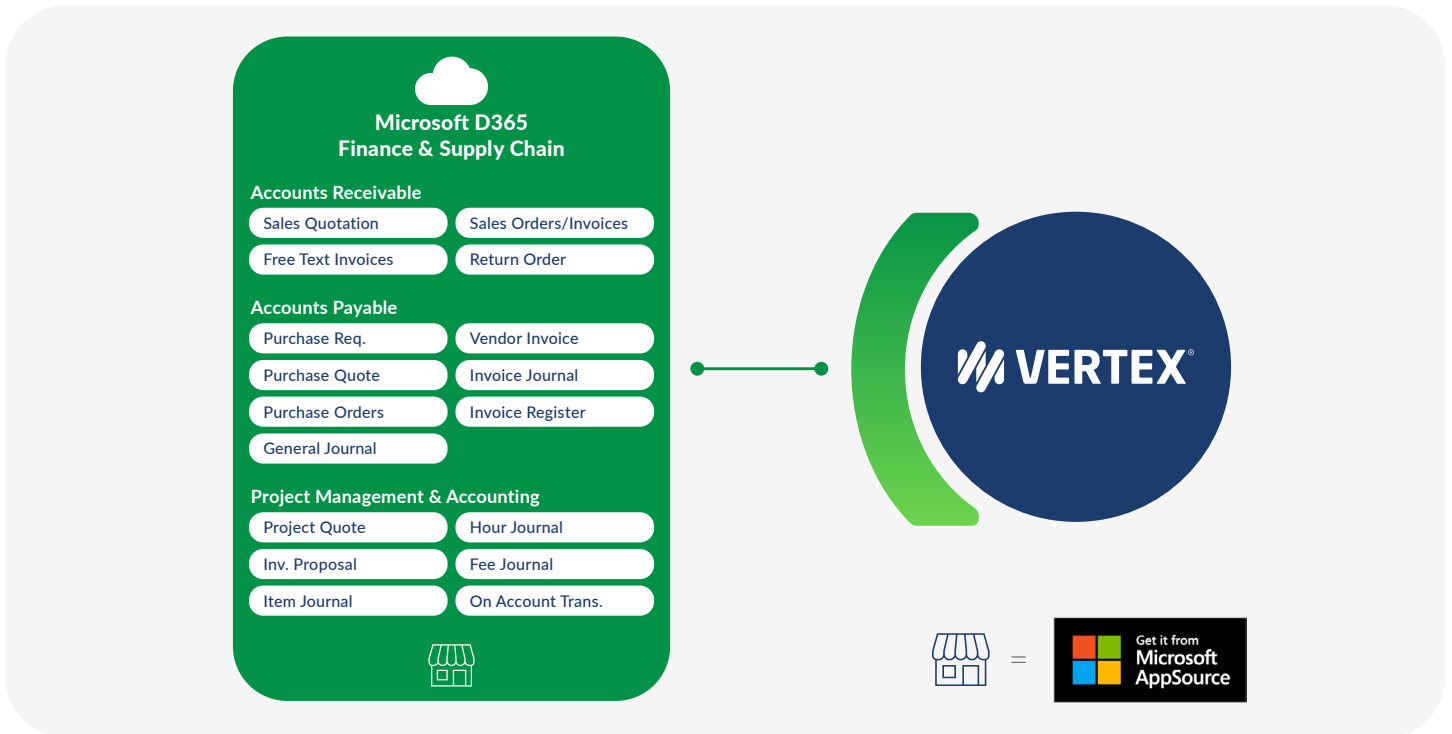 Microsoft D365
Finance & Supply Chain
Accounts Receivable
Sales Quotation
Sales Orders/Invoices
Free Text Invoices
Return Order
Accounts Payable
Purchase Req.
Vendor Invoice
Purchase Quote
Invoice Journal
Purchase Orders
Invoice Register
General Journal
Project Management & Accounting
Project Quote
Hour Journal
Inv. Proposal
Fee Journal
Item Journal
On Account Trans.
VERTEX®
=
Get it from
Microsoft
AppSource